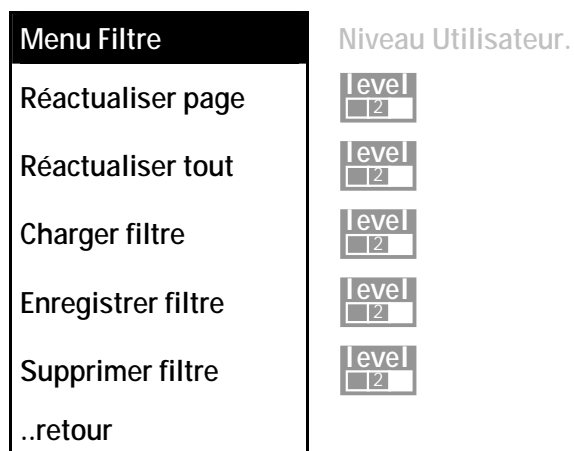 Menu Filtre Niveau Utilisateur.
Réactualiser page level 2
Réactualiser tout level 2
Charger filtre level 2
Enregistrer filtre level 2
Supprimer filtre level 2
..retour